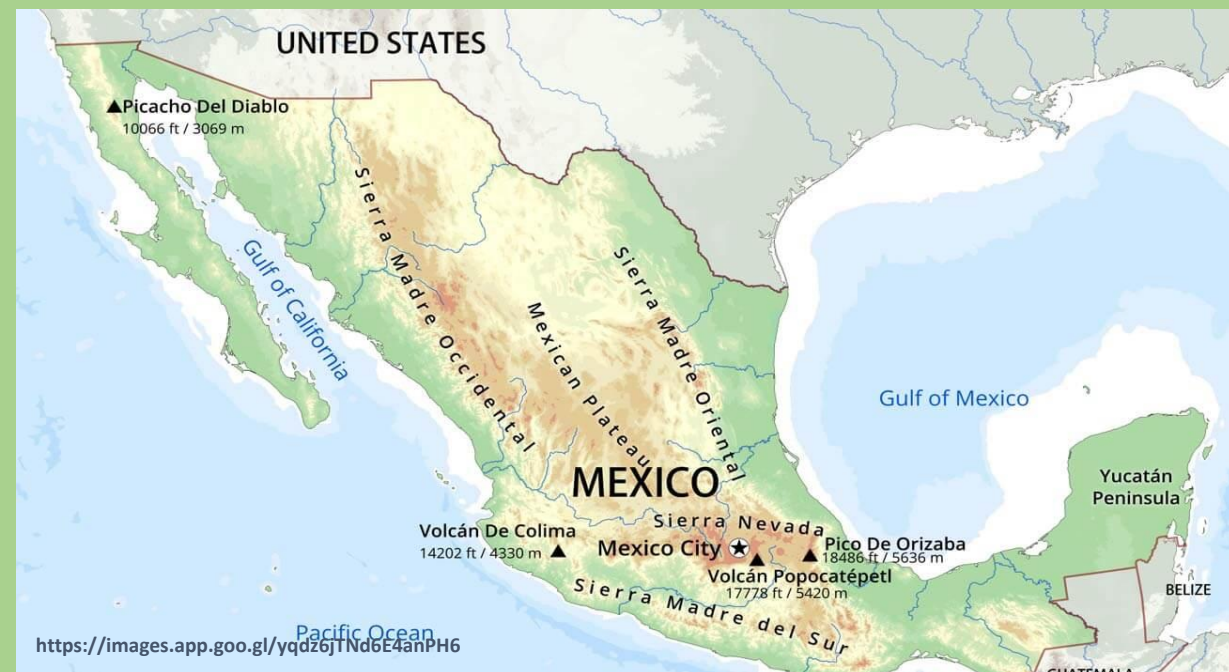 UNITED STATES
Picacho Del Diablo
10066 ft / 3069 m
Sierra Madre Occidental
Gulf of California
Mexican Plateau
Sierra Madre Oriental
Gulf of Mexico
MEXICO
Yucatán
Peninsula
Sierra Nevada
Volcán De Colima
14202 ft / 4330 m
Mexico City
Pico De Orizaba
18486 ft / 5636 m
Volcán Popocatépetl
17778 ft / 5420 m
BELIZE
Sierra Madre del Sur
Pacific Ocean
https://images.app.goo.gl/yqdz6jTNd6E4anPH6
GUATEMALA